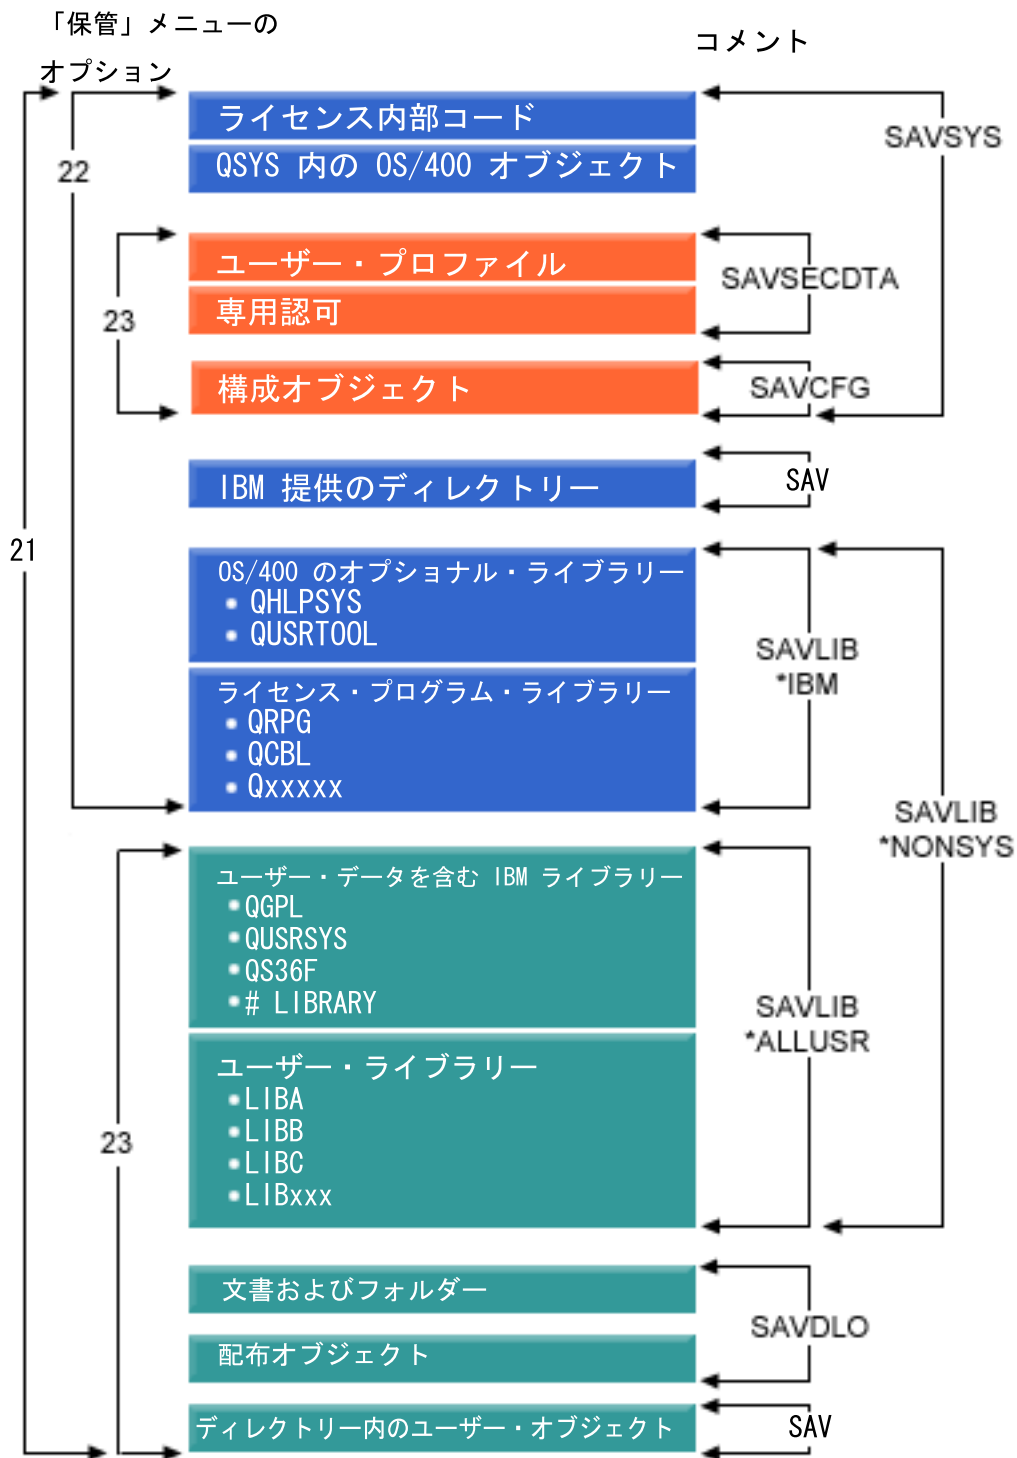 「保管」メニューの
オプション
コメント
ライセンス内部コード
QSYS 内の OS/400 オブジェクト
SAVSYS
22
ユーザー・プロファイル
専用認可
SAVSECDTA
23
構成オブジェクト
SAVCFG
IBM 提供のディレクトリー
SAV
21
OS/400 のオプショナル・ライブラリー
• QHLPSYS
• QUSRTOOL
SAVLIB
*IBM
ライセンス・プログラム・ライブラリー
• QRPG
• QCBL
• Qxxxxx
SAVLIB
*NONSYS
ユーザー・データを含む IBM ライブラリー
• QGPL
• QUSRSYS
• QS36F
• # LIBRARY
SAVLIB
*ALLUSR
ユーザー・ライブラリー
• LIBA
• LIBB
• LIBC
• LIBxxx
23
文書およびフォルダー
配布オブジェクト
SAVDLO
ディレクトリー内のユーザー・オブジェクト
SAV